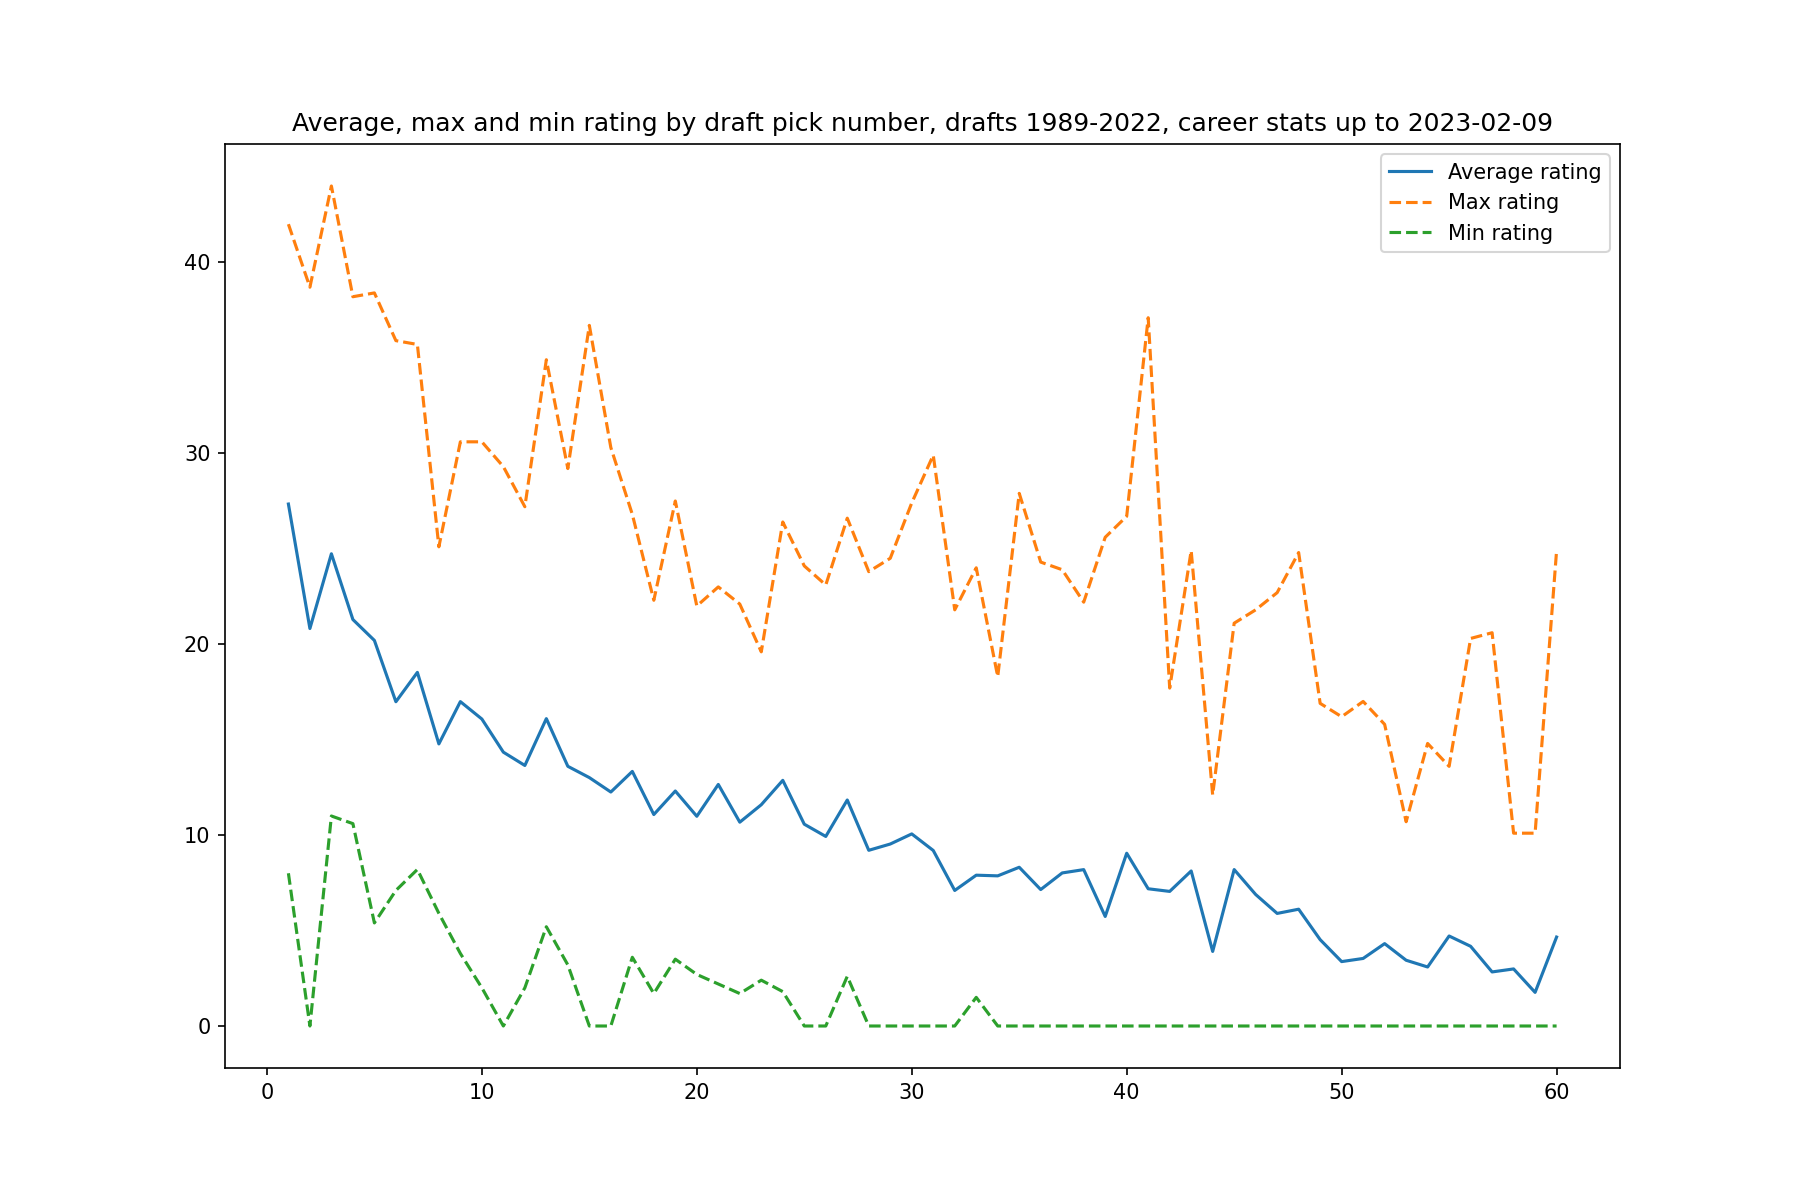 Average, max and min rating by draft pick number, drafts 1989-2022, career stats up to 2023-02-09
Average rating
Max rating
Min rating
40
30
20
10
0
0 10 20 30 40 50 60